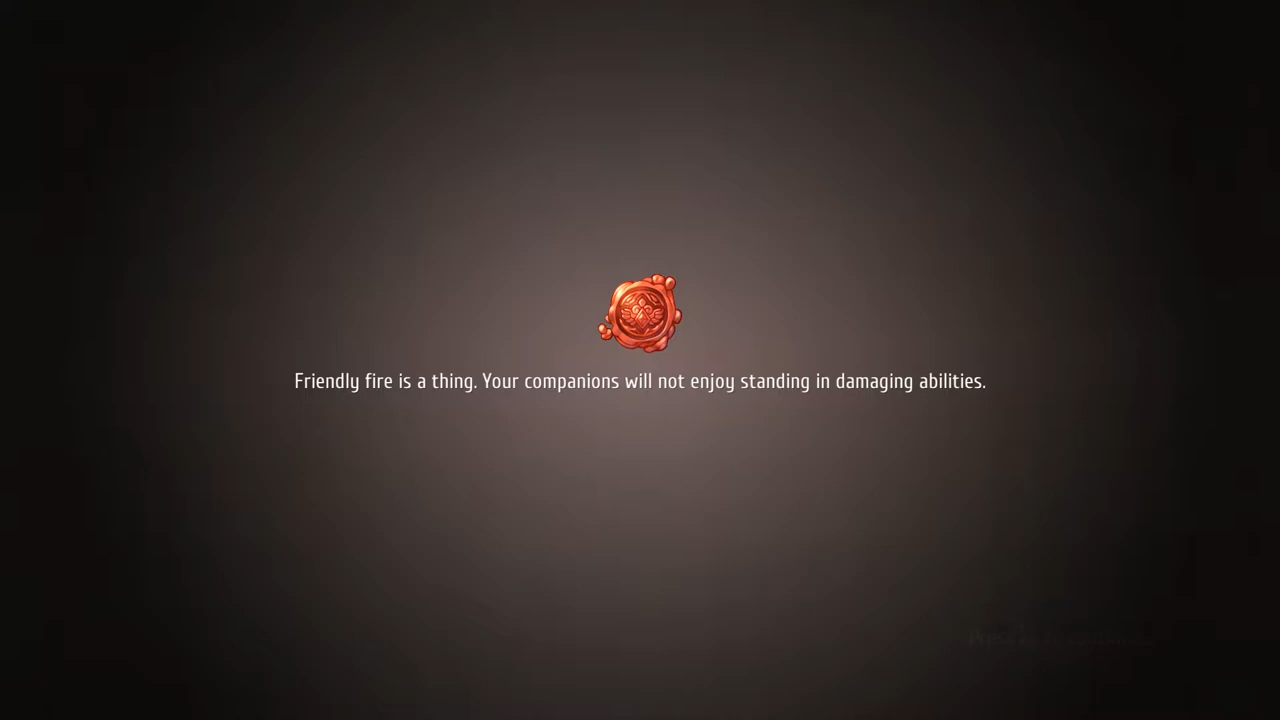 Friendly fire is a thing. Your companions will not enjoy standing in damaging abilities.